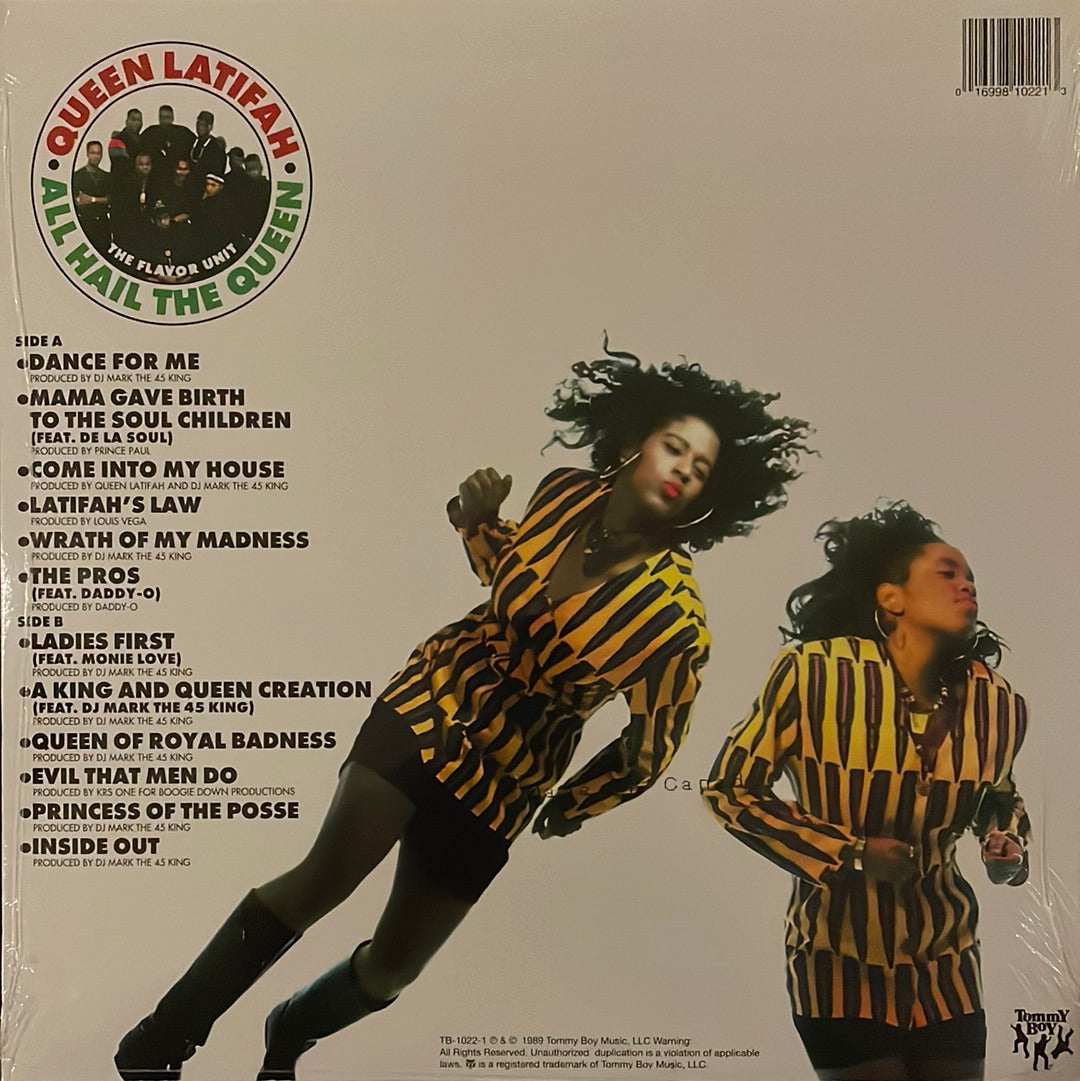 QUEEN LATIFAH
ALL HAIL THE QUEEN
THE FLAVOR UNIT
0 16998 10221 3
SIDE A
DANCE FOR ME
PRODUCED BY DJ MARK THE 45 KING
MAMA GAVE BIRTH
TO THE SOUL CHILDREN
(FEAT. DE LA SOUL)
PRODUCED BY PRINCE PAUL
COME INTO MY HOUSE
PRODUCED BY QUEEN LATIFAH AND DJ MARK THE 45 KING
LATIFAH'S LAW
PRODUCED BY LOUIS VEGA
WRATH OF MY MADNESS
PRODUCED BY DJ MARK THE 45 KING
THE PROS
(FEAT. DADDY-O)
PRODUCED BY DADDY-O
SIDE B
LADIES FIRST
(FEAT. MONIE LOVE)
PRODUCED BY DJ MARK THE 45 KING
A KING AND QUEEN CREATION
(FEAT. DJ MARK THE 45 KING)
PRODUCED BY DJ MARK THE 45 KING
QUEEN OF ROYAL BADNESS
PRODUCED BY DJ MARK THE 45 KING
EVIL THAT MEN DO
PRODUCED BY KRS ONE FOR BOOGIE DOWN PRODUCTIONS
PRINCESS OF THE POSSE
PRODUCED BY DJ MARK THE 45 KING
INSIDE OUT
PRODUCED BY DJ MARK THE 45 KING
TB-1022-1 ℗ & © 1989 Tommy Boy Music, LLC Warning:
All Rights Reserved. Unauthorized duplication is a violation of applicable
laws. is a registered trademark of Tommy Boy Music, LLC.
Tommy
Boy